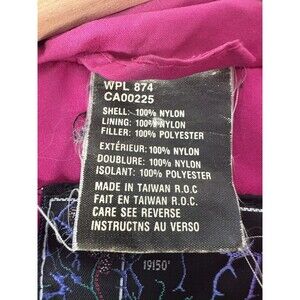 WPL 874
CA00225
SHELL: 100% NYLON
LINING: 100% NYLON
FILLER: 100% POLYESTER
EXTÉRIEUR: 100% NYLON
DOUBLURE: 100% NYLON
ISOLANT: 100% POLYESTER
MADE IN TAIWAN R.O.C
FAIT EN TAIWAN R.O.C.
CARE SEE REVERSE
INSTRUCTNS AU VERSO